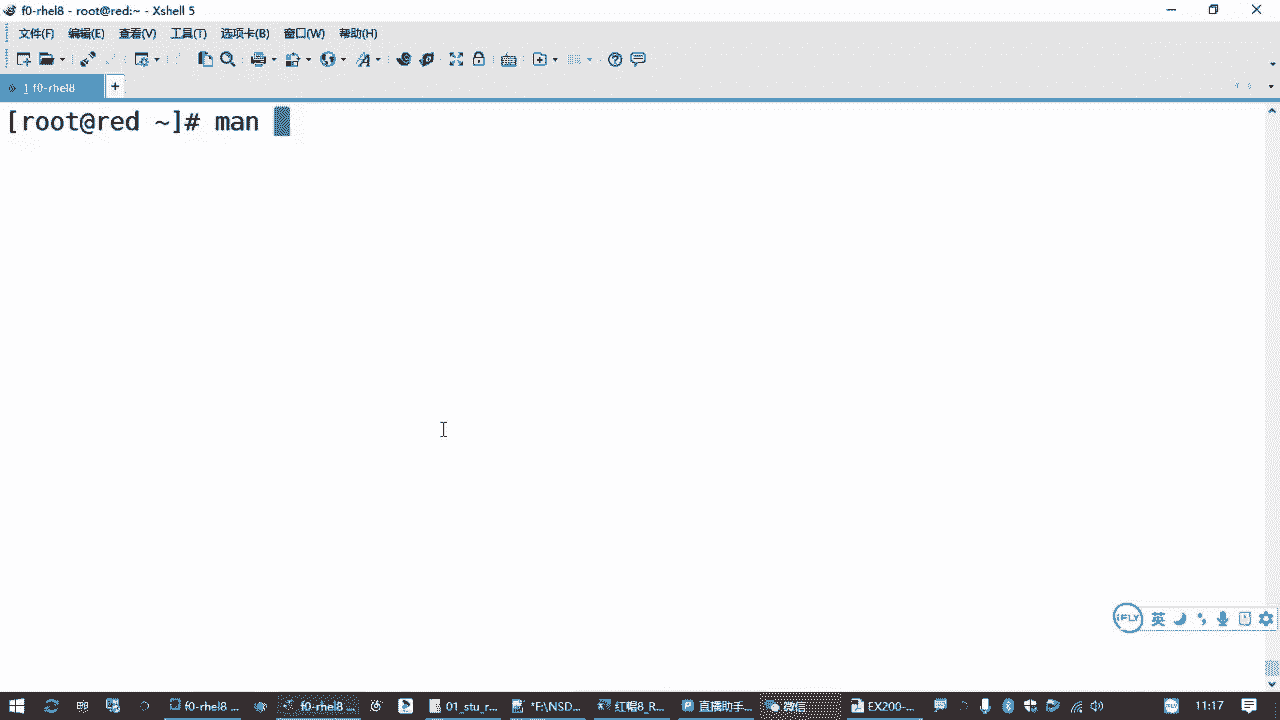 f0-rhel8 - root@red:~ - Xshell 5
文件(F) 编辑(E) 查看(V) 工具(T) 选项卡(B) 窗口(W) 帮助(H)
1 f0-rhel8
[root@red ~]# man
iFLY 英
f0-rhel8 ... f0-rhel8 ... 01_stu_r... *F:\NSD... 红帽8_R... 直播助手... 微信 EX200-... 11:17